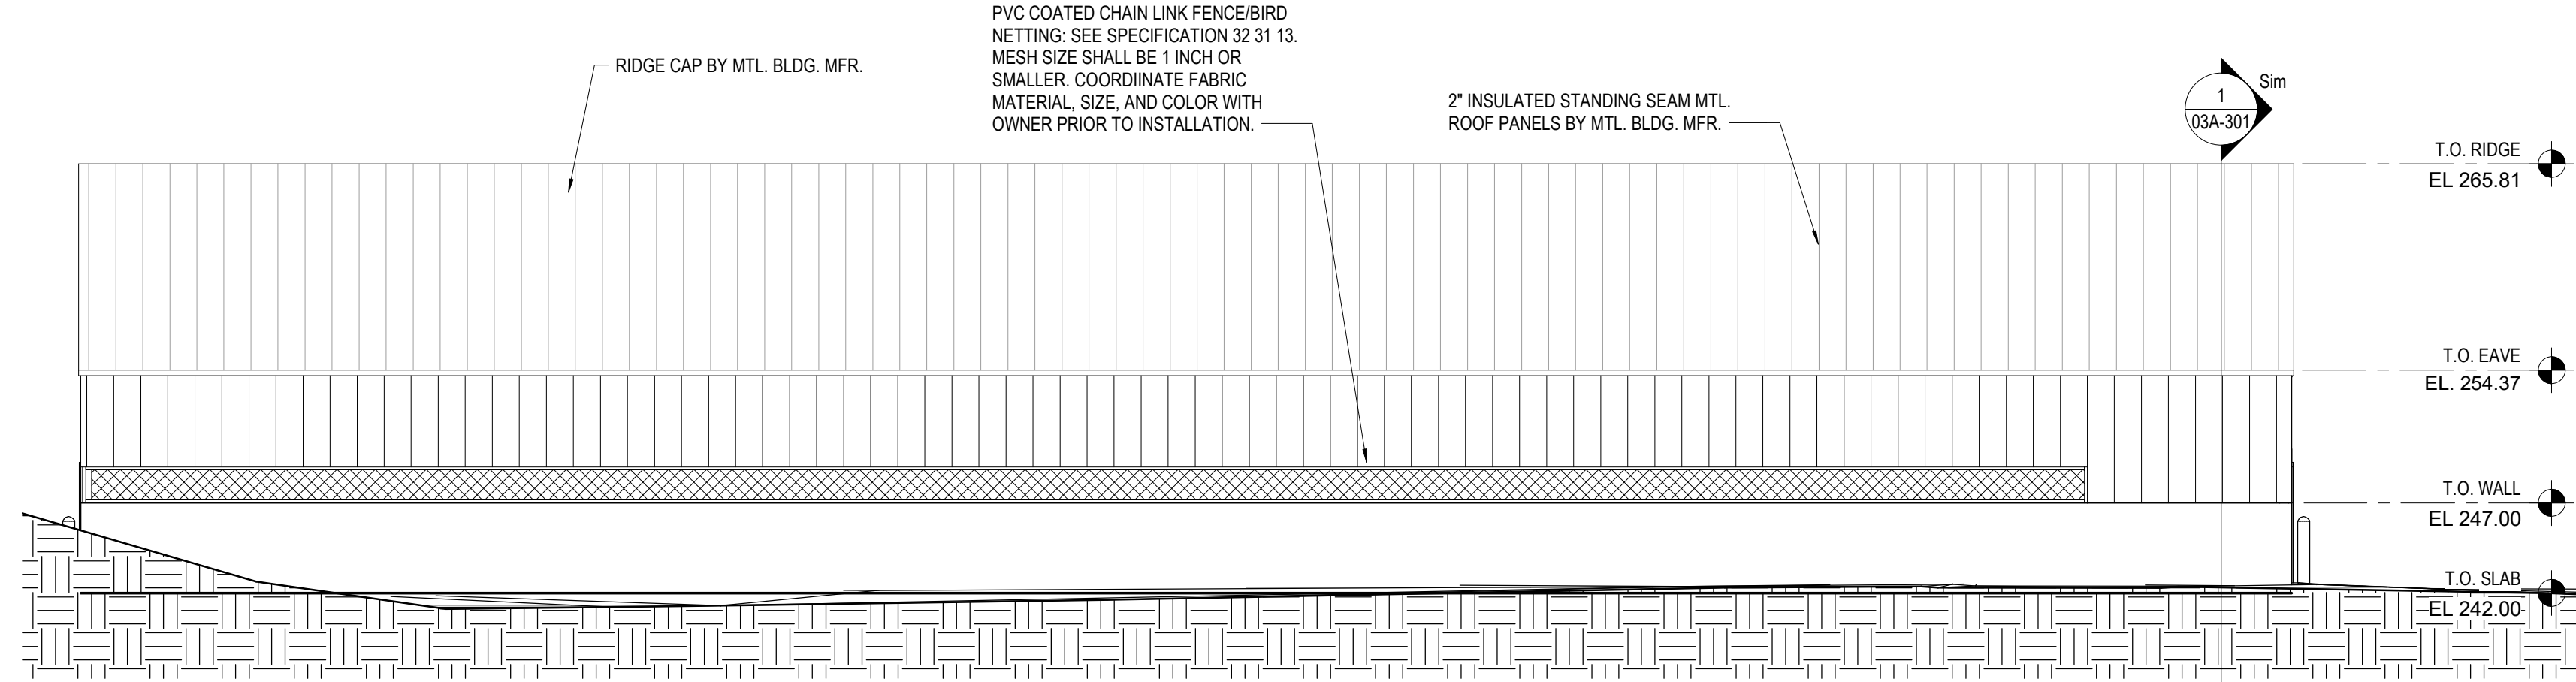 PVC COATED CHAIN LINK FENCE/BIRD
NETTING: SEE SPECIFICATION 32 31 13.
MESH SIZE SHALL BE 1 INCH OR
SMALLER. COORDIINATE FABRIC
MATERIAL, SIZE, AND COLOR WITH
OWNER PRIOR TO INSTALLATION.
RIDGE CAP BY MTL. BLDG. MFR.
2" INSULATED STANDING SEAM MTL.
ROOF PANELS BY MTL. BLDG. MFR.
1
03A-301
Sim
T.O. RIDGE
EL 265.81
T.O. EAVE
EL. 254.37
T.O. WALL
EL 247.00
T.O. SLAB
EL 242.00